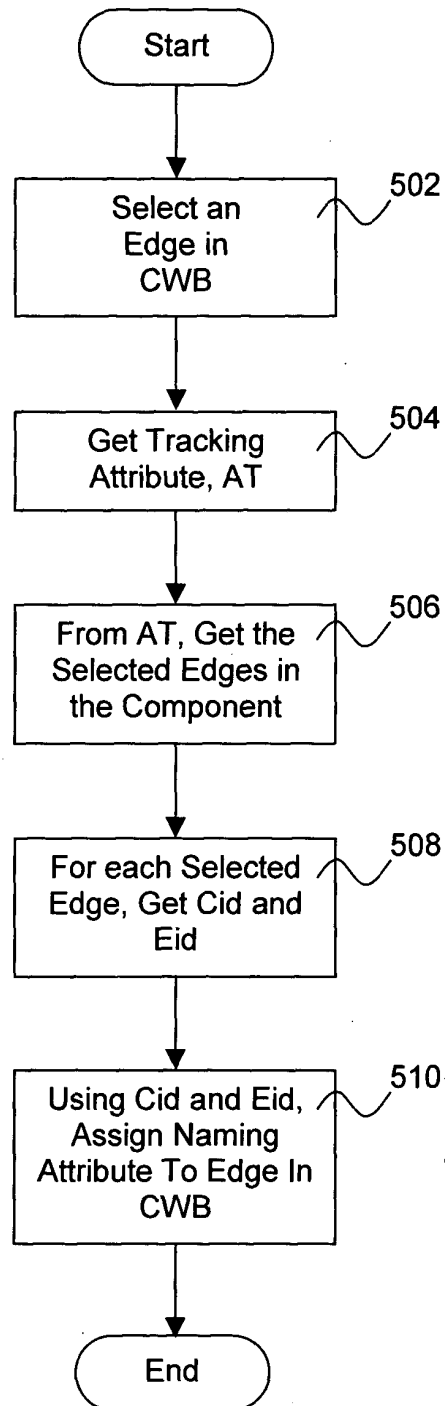 Start
502
Select an
Edge in
CWB
504
Get Tracking
Attribute, AT
506
From AT, Get the
Selected Edges in
the Component
508
For each Selected
Edge, Get Cid and
Eid
510
Using Cid and Eid,
Assign Naming
Attribute To Edge In
CWB
End